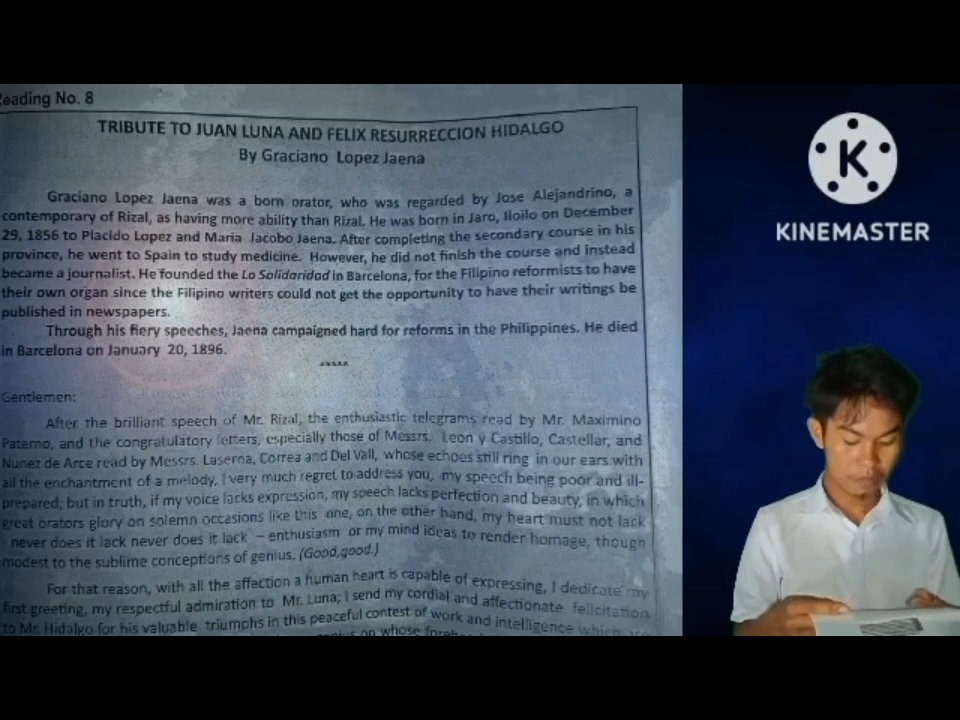 eading No. 8
TRIBUTE TO JUAN LUNA AND FELIX RESURRECCION HIDALGO
By Graciano Lopez Jaena
Graciano Lopez Jaena was a born orator, who was regarded by Jose Alejandrino, a
contemporary of Rizal, as having more ability than Rizal. He was born in Jaro, Iloilo on December
29, 1856 to Placido Lopez and Maria Jacobo Jaena. After completing the secondary course in his
province, he went to Spain to study medicine. However, he did not finish the course and instead
became a journalist. He founded the La Solidaridad in Barcelona, for the Filipino reformists to have
their own organ since the Filipino writers could not get the opportunity to have their writings be
published in newspapers.
Through his fiery speeches, Jaena campaigned hard for reforms in the Philippines. He died
in Barcelona on January 20, 1896.
*****
Gentlemen:
After the brilliant speech of Mr. Rizal, the enthusiastic telegrams read by Mr. Maximino
Paterno, and the congratulatory letters, especially those of Messrs. Leon y Castillo, Castellar, and
Nunez de Arce read by Messrs. Laserna, Correa and Del Vall, whose echoes still ring in our ears with
all the enchantment of a melody, I very much regret to address you, my speech being poor and ill-
prepared; but in truth, if my voice lacks expression, my speech lacks perfection and beauty, in which
great orators glory on solemn occasions like this one, on the other hand, my heart must not lack
- never does it lack never does it lack – enthusiasm or my mind ideas to render homage, though
modest to the sublime conceptions of genius. (Good,good.)
For that reason, with all the affection a human heart is capable of expressing, I dedicate my
first greeting, my respectful admiration to Mr. Luna; I send my cordial and affectionate felicitation
to Mr. Hidalgo for his valuable triumphs in this peaceful contest of work and intelligence which are
on whose
K
KINEMASTER